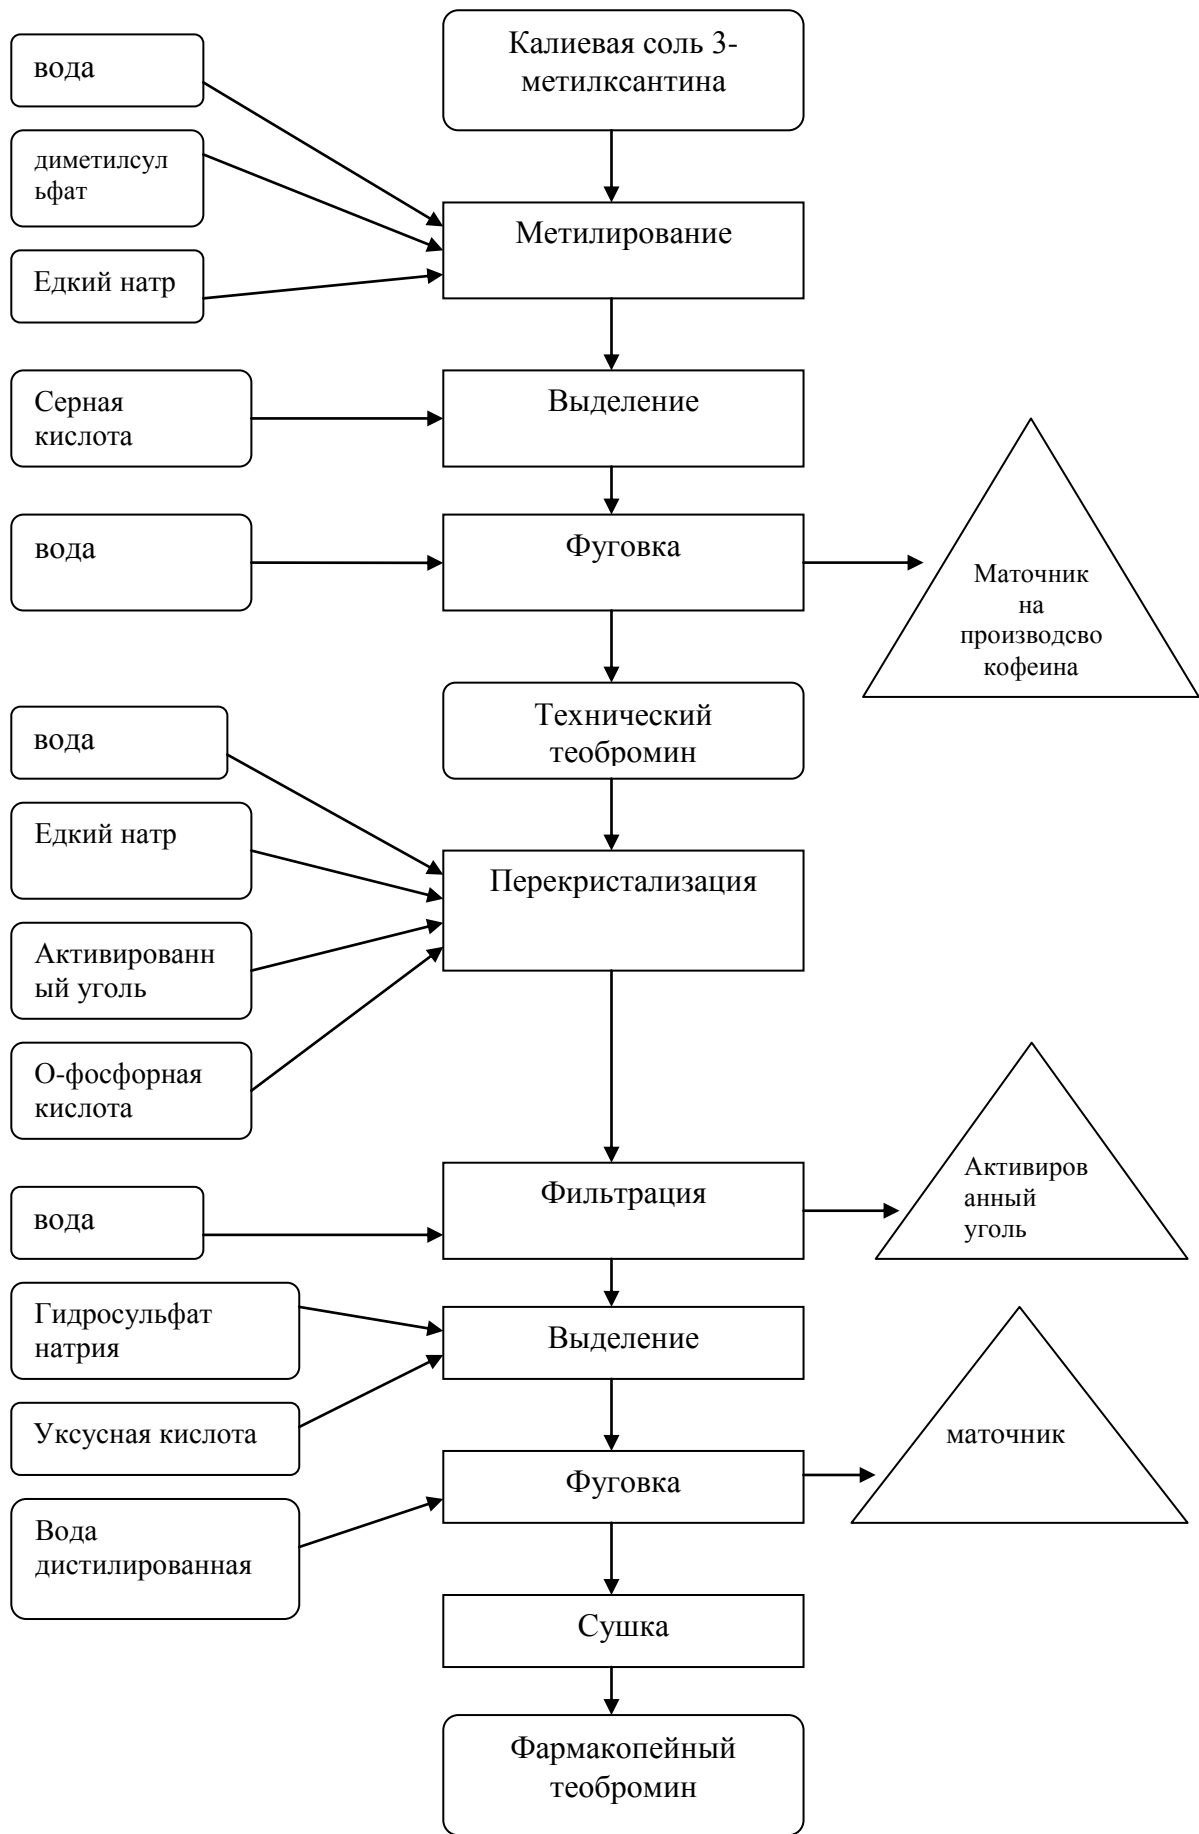 Калиевая соль 3-
метилксантина
вода
диметилсул
ьфат
Едкий натр
Метилирование
Серная
кислота
Выделение
вода
Фуговка
Маточник
на
производсво
кофеина
Технический
теобромин
вода
Едкий натр
Активированн
ый уголь
О-фосфорная
кислота
Перекристализация
вода
Фильтрация
Активиров
анный
уголь
Гидросульфат
натрия
Уксусная кислота
Выделение
Вода
дистилированная
Фуговка
маточник
Сушка
Фармакопейный
теобромин